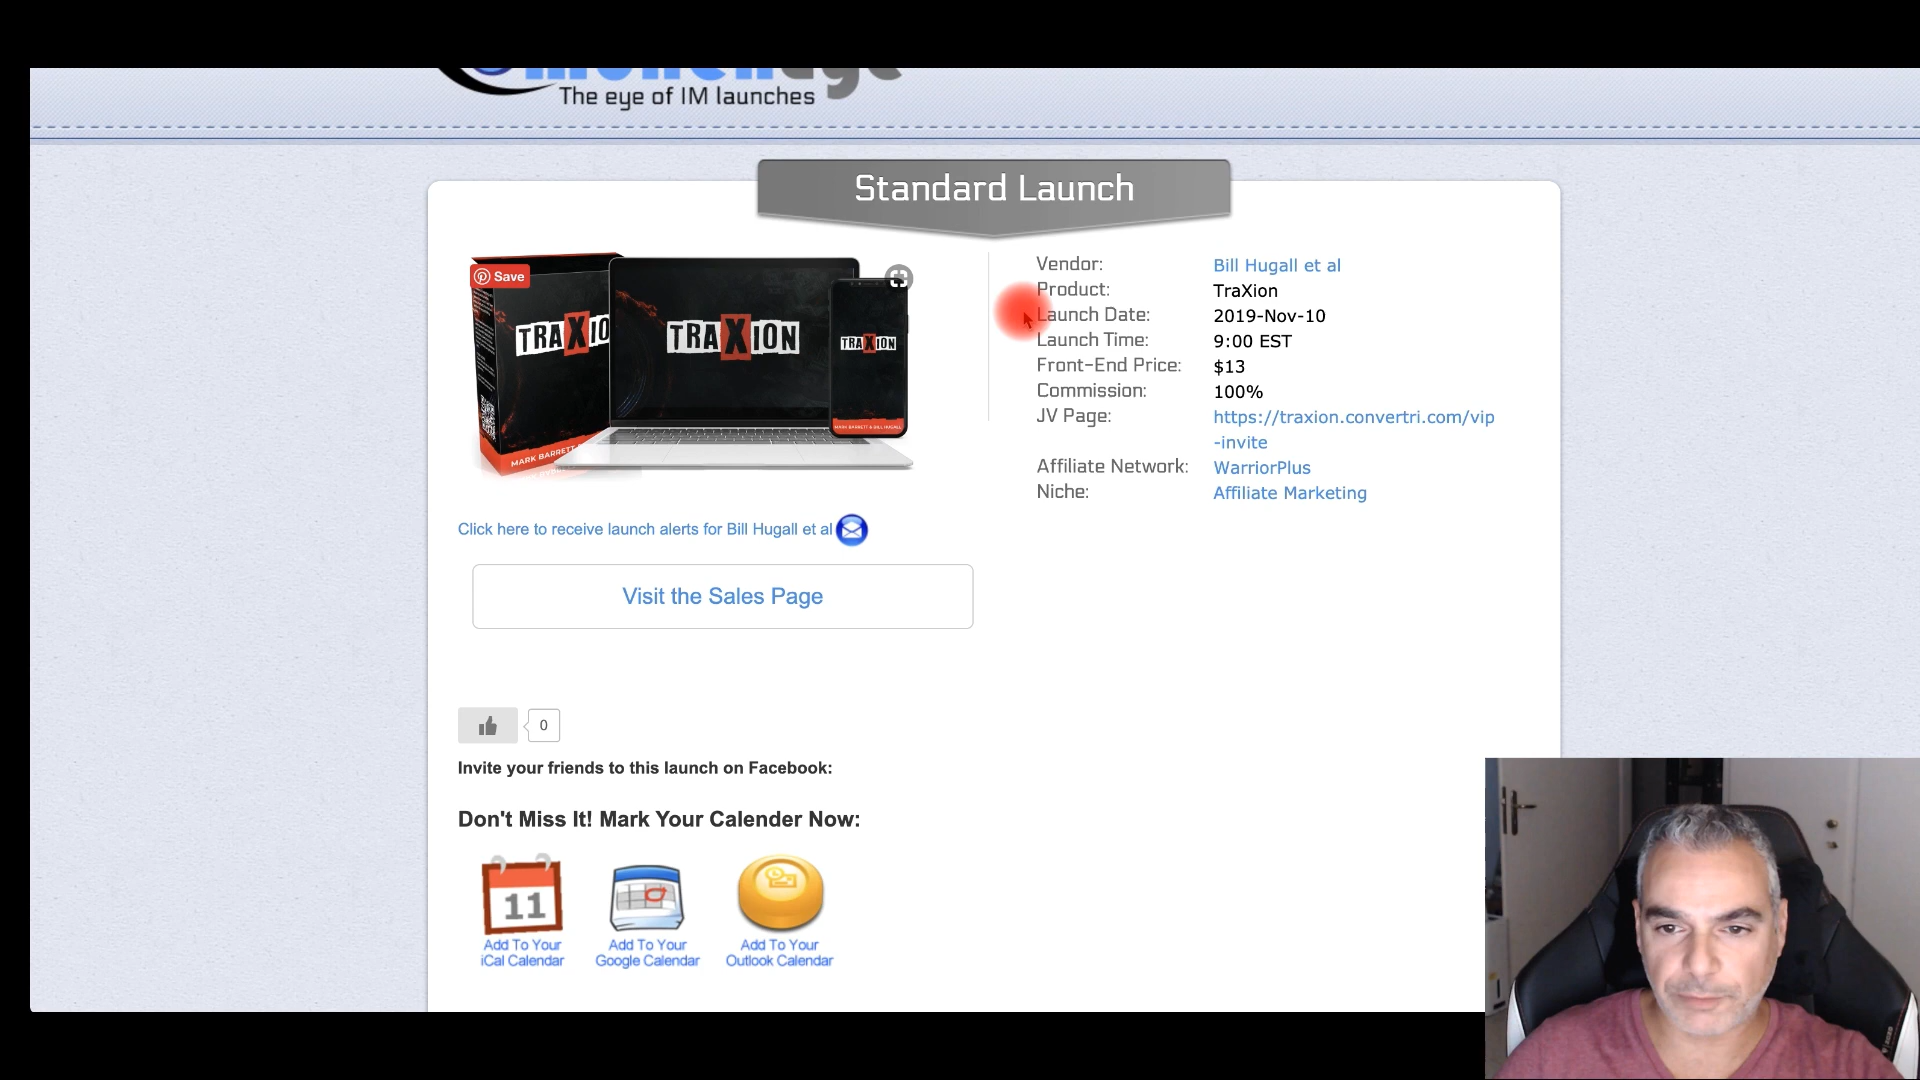 The eye of IM launches
Standard Launch
Save
TRAXION
TRAXION
MARK BARRETT & BILL HUGALL
MARK BARRETT
Vendor: Bill Hugall et al
Product: TraXion
Launch Date: 2019-Nov-10
Launch Time: 9:00 EST
Front-End Price: $13
Commission: 100%
JV Page: https://traxion.convertri.com/vip
-invite
Affiliate Network: WarriorPlus
Niche: Affiliate Marketing
Click here to receive launch alerts for Bill Hugall et al
Visit the Sales Page
0
Invite your friends to this launch on Facebook:
Don't Miss It! Mark Your Calender Now:
11
Add To Your
iCal Calendar
Add To Your
Google Calendar
Add To Your
Outlook Calendar